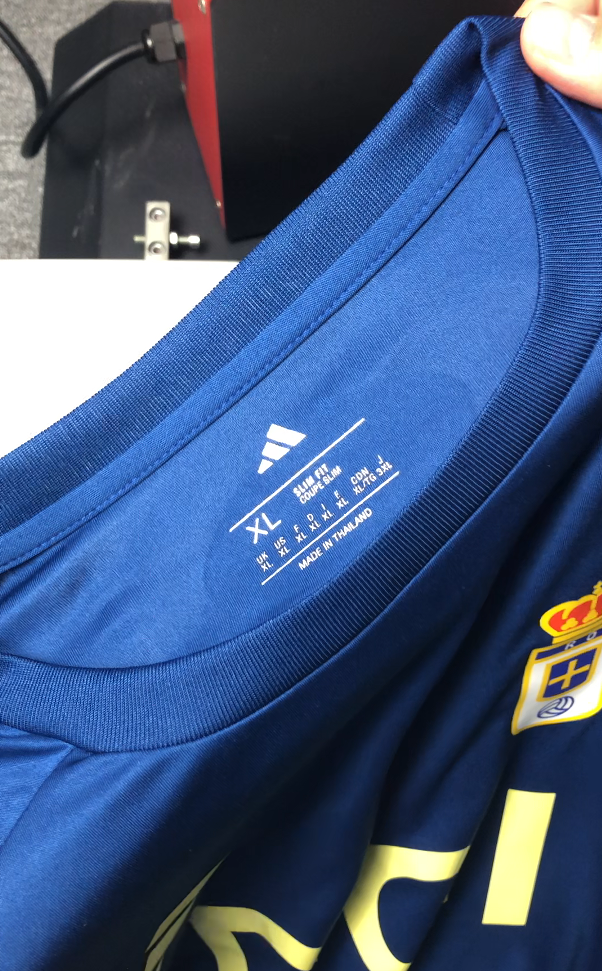 SLIM FIT
COUPE SLIM
XL
UK US F D I F CDN J
XL XL XL XL XL XL XL/TG 3XL
MADE IN THAILAND